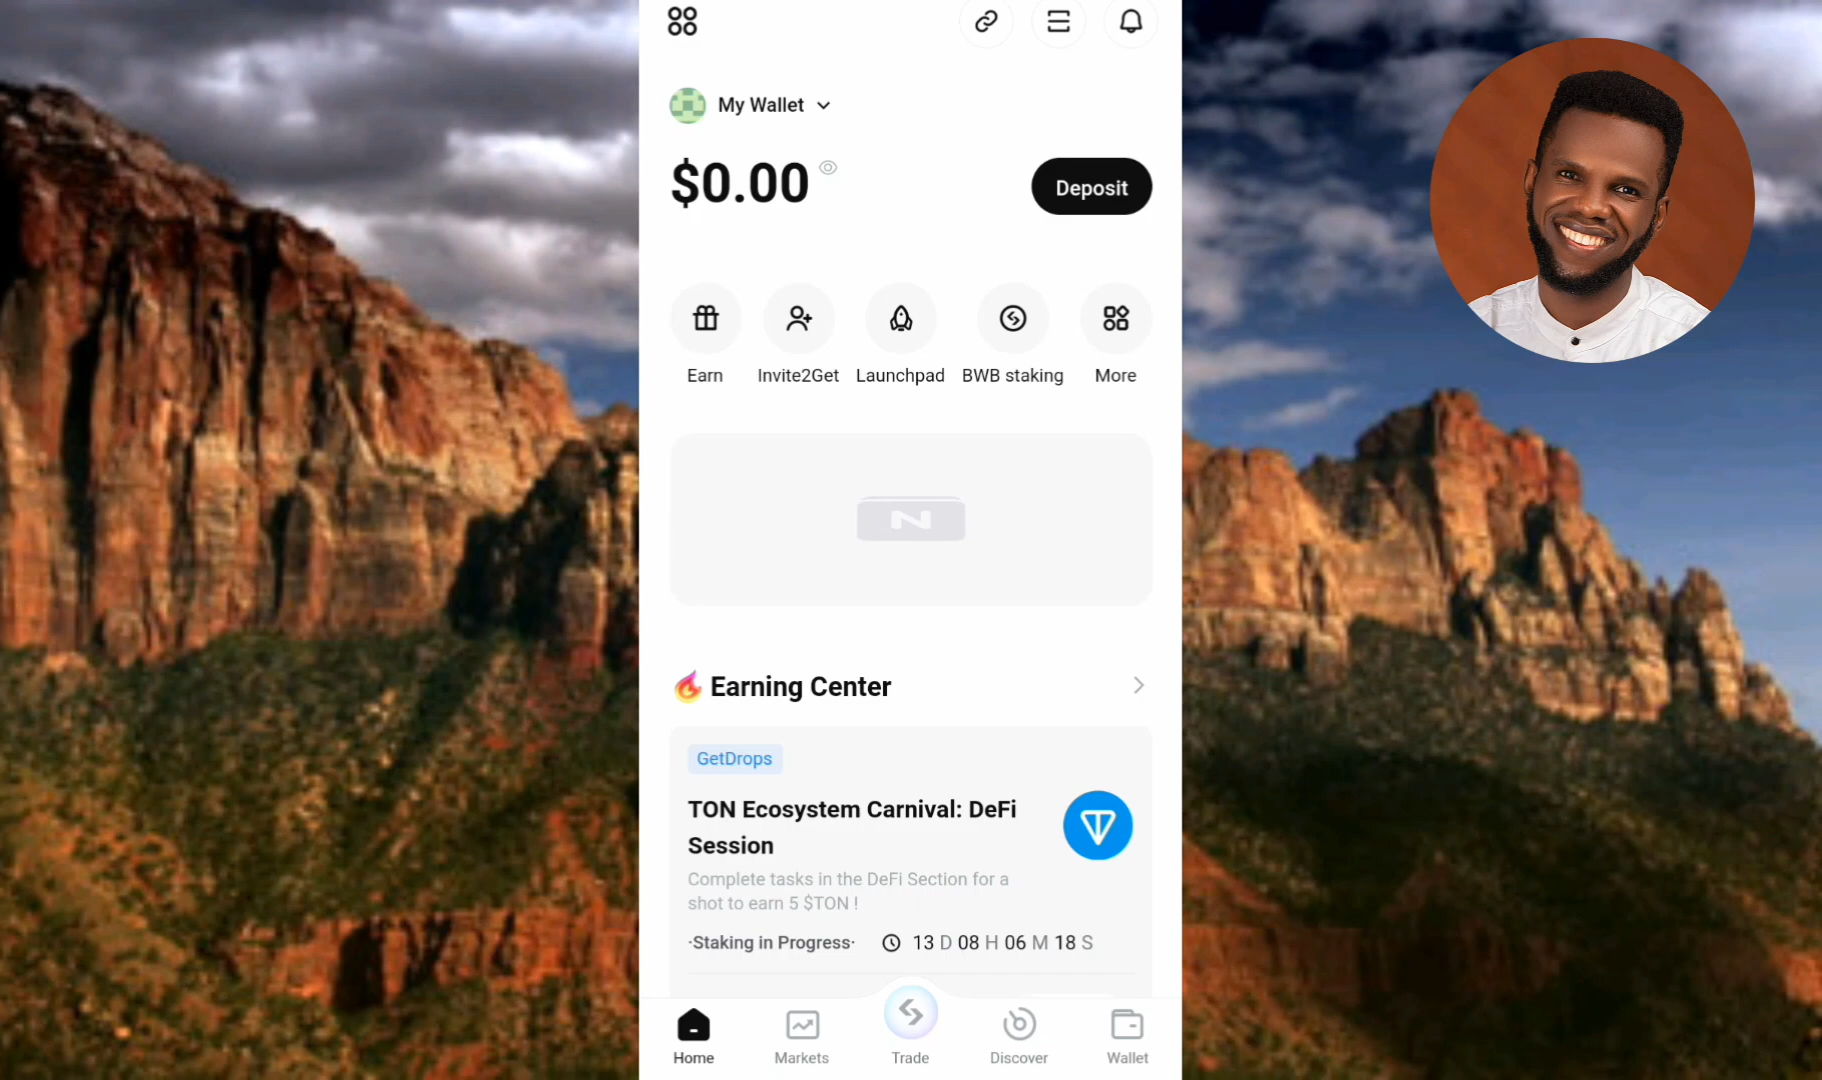 My Wallet
$0.00
Deposit
Earn
Invite2Get
Launchpad
BWB staking
More
Earning Center
GetDrops
TON Ecosystem Carnival: DeFi
Session
Complete tasks in the DeFi Section for a
shot to earn 5 $TON !
·Staking in Progress· 13 D 08 H 06 M 18 S
Home
Markets
Trade
Discover
Wallet